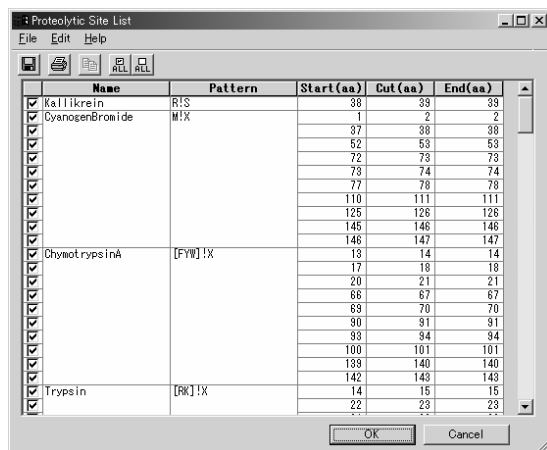 Proteolytic Site List
File Edit Help
ALL ALL
Name Pattern Start(aa) Cut(aa) End(aa)
Kallikrein R!S 38 39 39
CyanogenBromide M!X 1 2 2
37 38 38
52 53 53
72 73 73
73 74 74
77 78 78
110 111 111
125 126 126
145 146 146
146 147 147
ChymotrypsinA [FYW]!X 13 14 14
17 18 18
20 21 21
66 67 67
69 70 70
90 91 91
93 94 94
100 101 101
139 140 140
142 143 143
Trypsin [RK]!X 14 15 15
22 23 23
OK Cancel